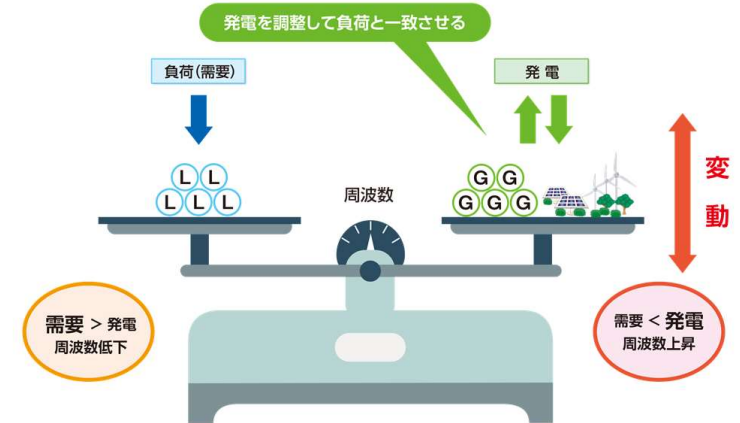 発電を調整して負荷と一致させる
負荷(需要)
発電
L L
L L L
周波数
G G
G G G
変動
需要 > 発電
周波数低下
需要 < 発電
周波数上昇